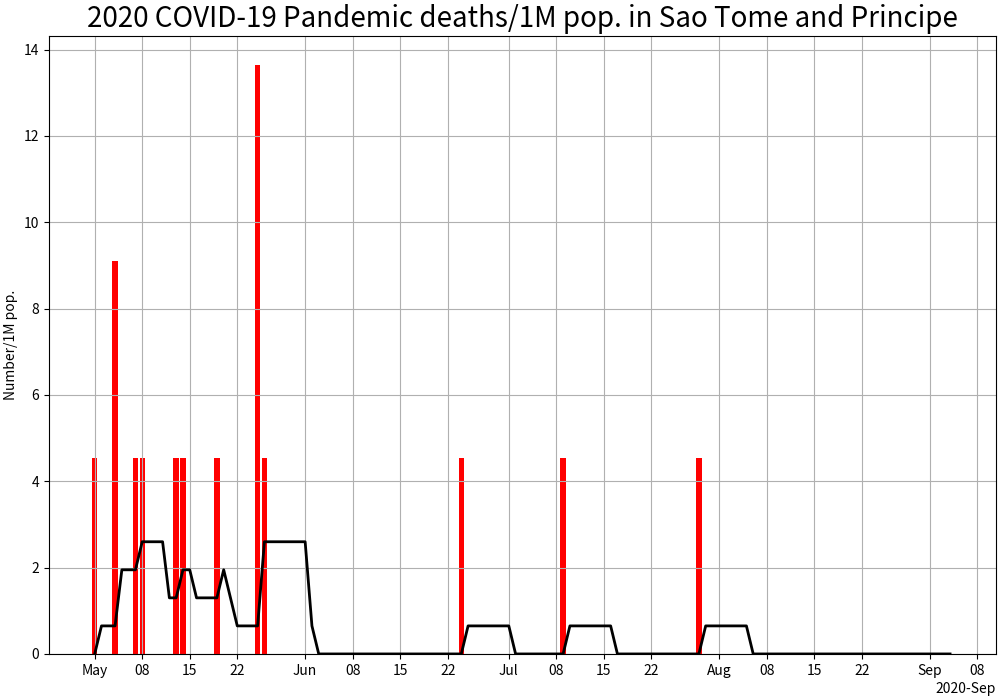 2020 COVID-19 Pandemic deaths/1M pop. in Sao Tome and Principe
14
12
10
8
6
4
2
0
Number/1M pop.
May 08 15 22 Jun 08 15 22 Jul 08 15 22 Aug 08 15 22 Sep 08
2020-Sep